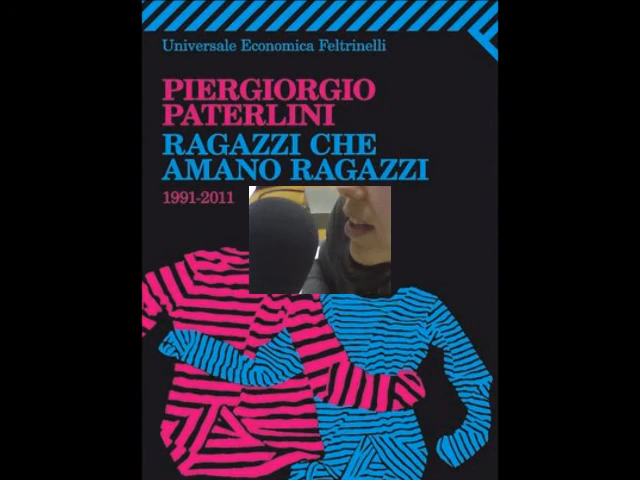 Universale Economica Feltrinelli
PIERGIORGIO
PATERLINI
RAGAZZI CHE
AMANO RAGAZZI
1991-2011